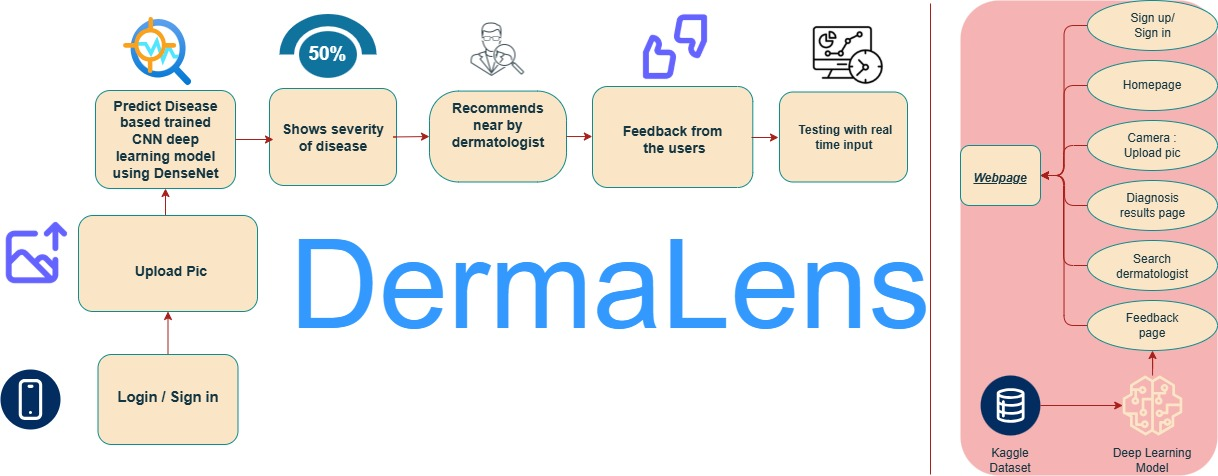 50%
Predict Disease
based trained
CNN deep
learning model
using DenseNet
Shows severity
of disease
Recommends
near by
dermatologist
Feedback from
the users
Testing with real
time input
Upload Pic
Login / Sign in
DermaLens
Sign up/
Sign in
Homepage
Camera :
Upload pic
Webpage
Diagnosis
results page
Search
dermatologist
Feedback
page
Kaggle
Dataset
Deep Learning
Model